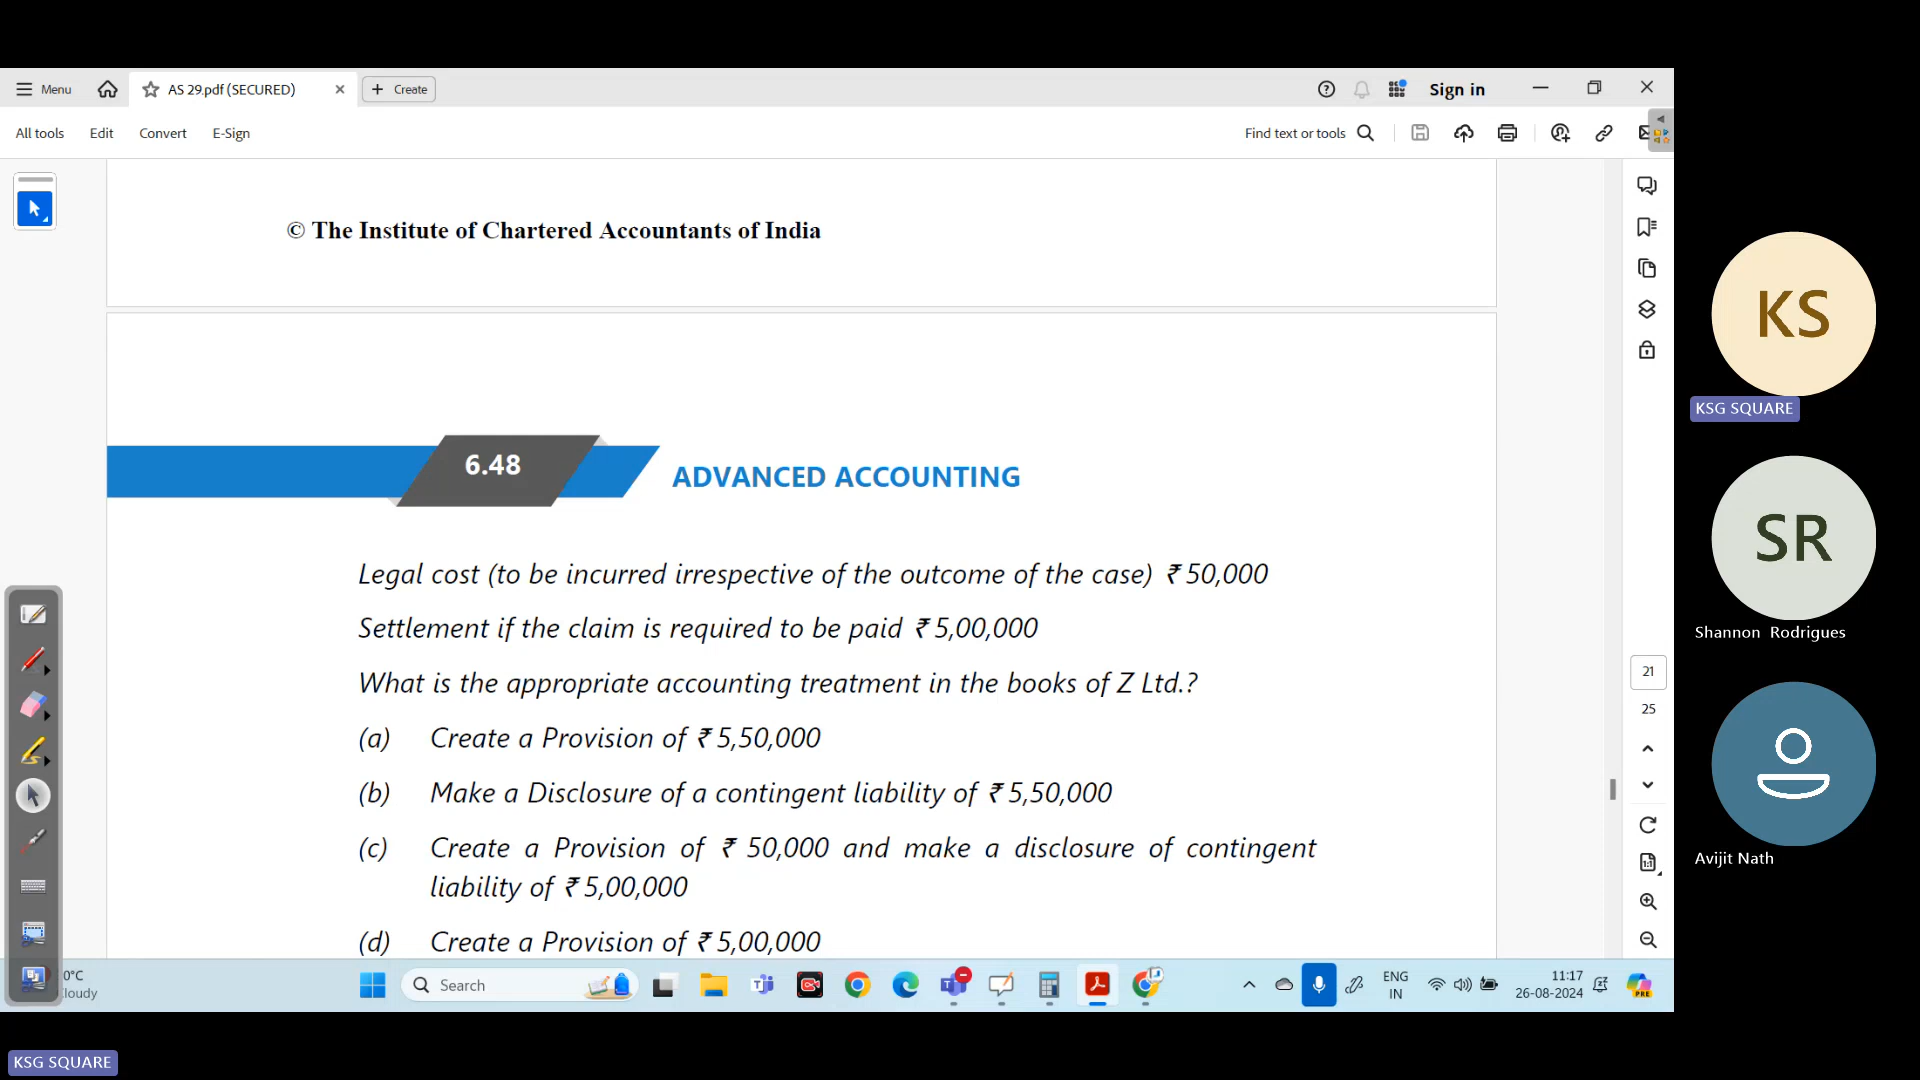 Menu
AS 29.pdf (SECURED)
Create
Sign in
All tools
Edit
Convert
E-Sign
Find text or tools
© The Institute of Chartered Accountants of India
6.48
ADVANCED ACCOUNTING
Legal cost (to be incurred irrespective of the outcome of the case) ₹ 50,000
Settlement if the claim is required to be paid ₹ 5,00,000
What is the appropriate accounting treatment in the books of Z Ltd.?
(a) Create a Provision of ₹ 5,50,000
(b) Make a Disclosure of a contingent liability of ₹ 5,50,000
(c) Create a Provision of ₹ 50,000 and make a disclosure of contingent
liability of ₹ 5,00,000
(d) Create a Provision of ₹ 5,00,000
21
25
KS
KSG SQUARE
SR
Shannon Rodrigues
Avijit Nath
0°C
Cloudy
Search
ENG
IN
11:17
26-08-2024
PRE
KSG SQUARE